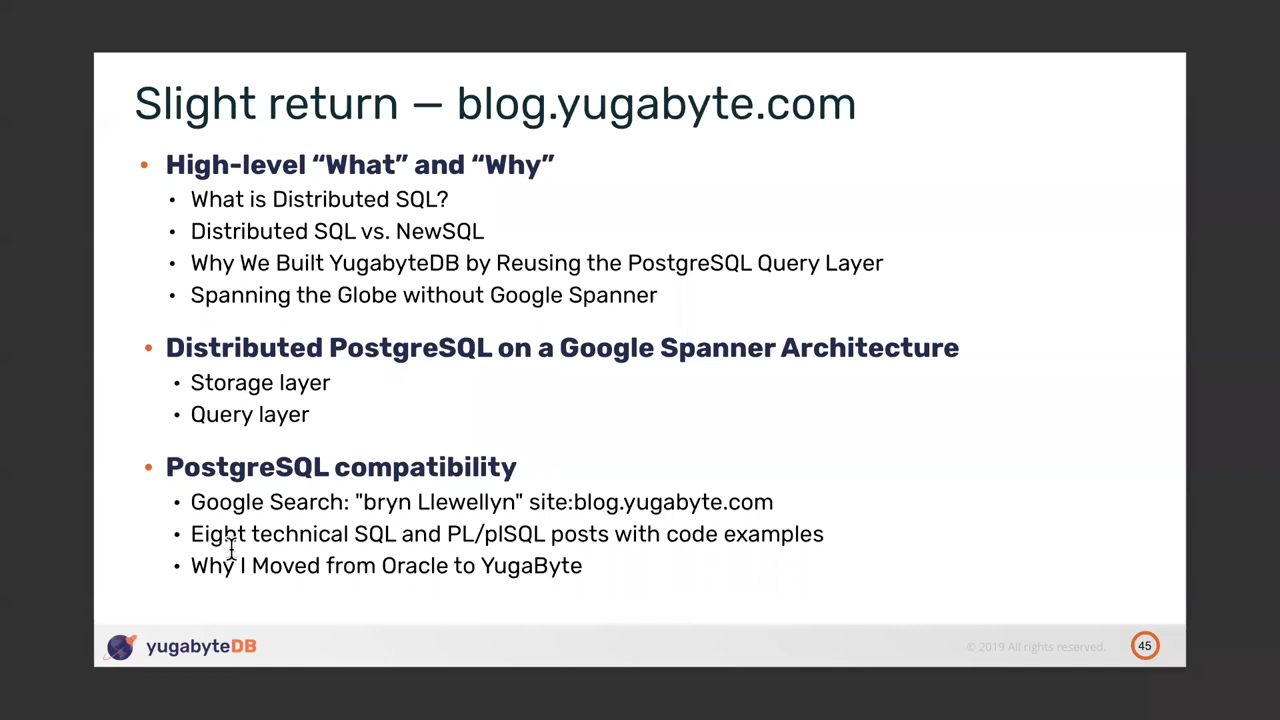 Slight return — blog.yugabyte.com
• High-level “What” and “Why”
• What is Distributed SQL?
• Distributed SQL vs. NewSQL
• Why We Built YugabyteDB by Reusing the PostgreSQL Query Layer
• Spanning the Globe without Google Spanner
• Distributed PostgreSQL on a Google Spanner Architecture
• Storage layer
• Query layer
• PostgreSQL compatibility
• Google Search: "bryn Llewellyn" site:blog.yugabyte.com
• Eight technical SQL and PL/plSQL posts with code examples
• Why I Moved from Oracle to YugaByte
yugabyteDB
© 2019 All rights reserved.
45